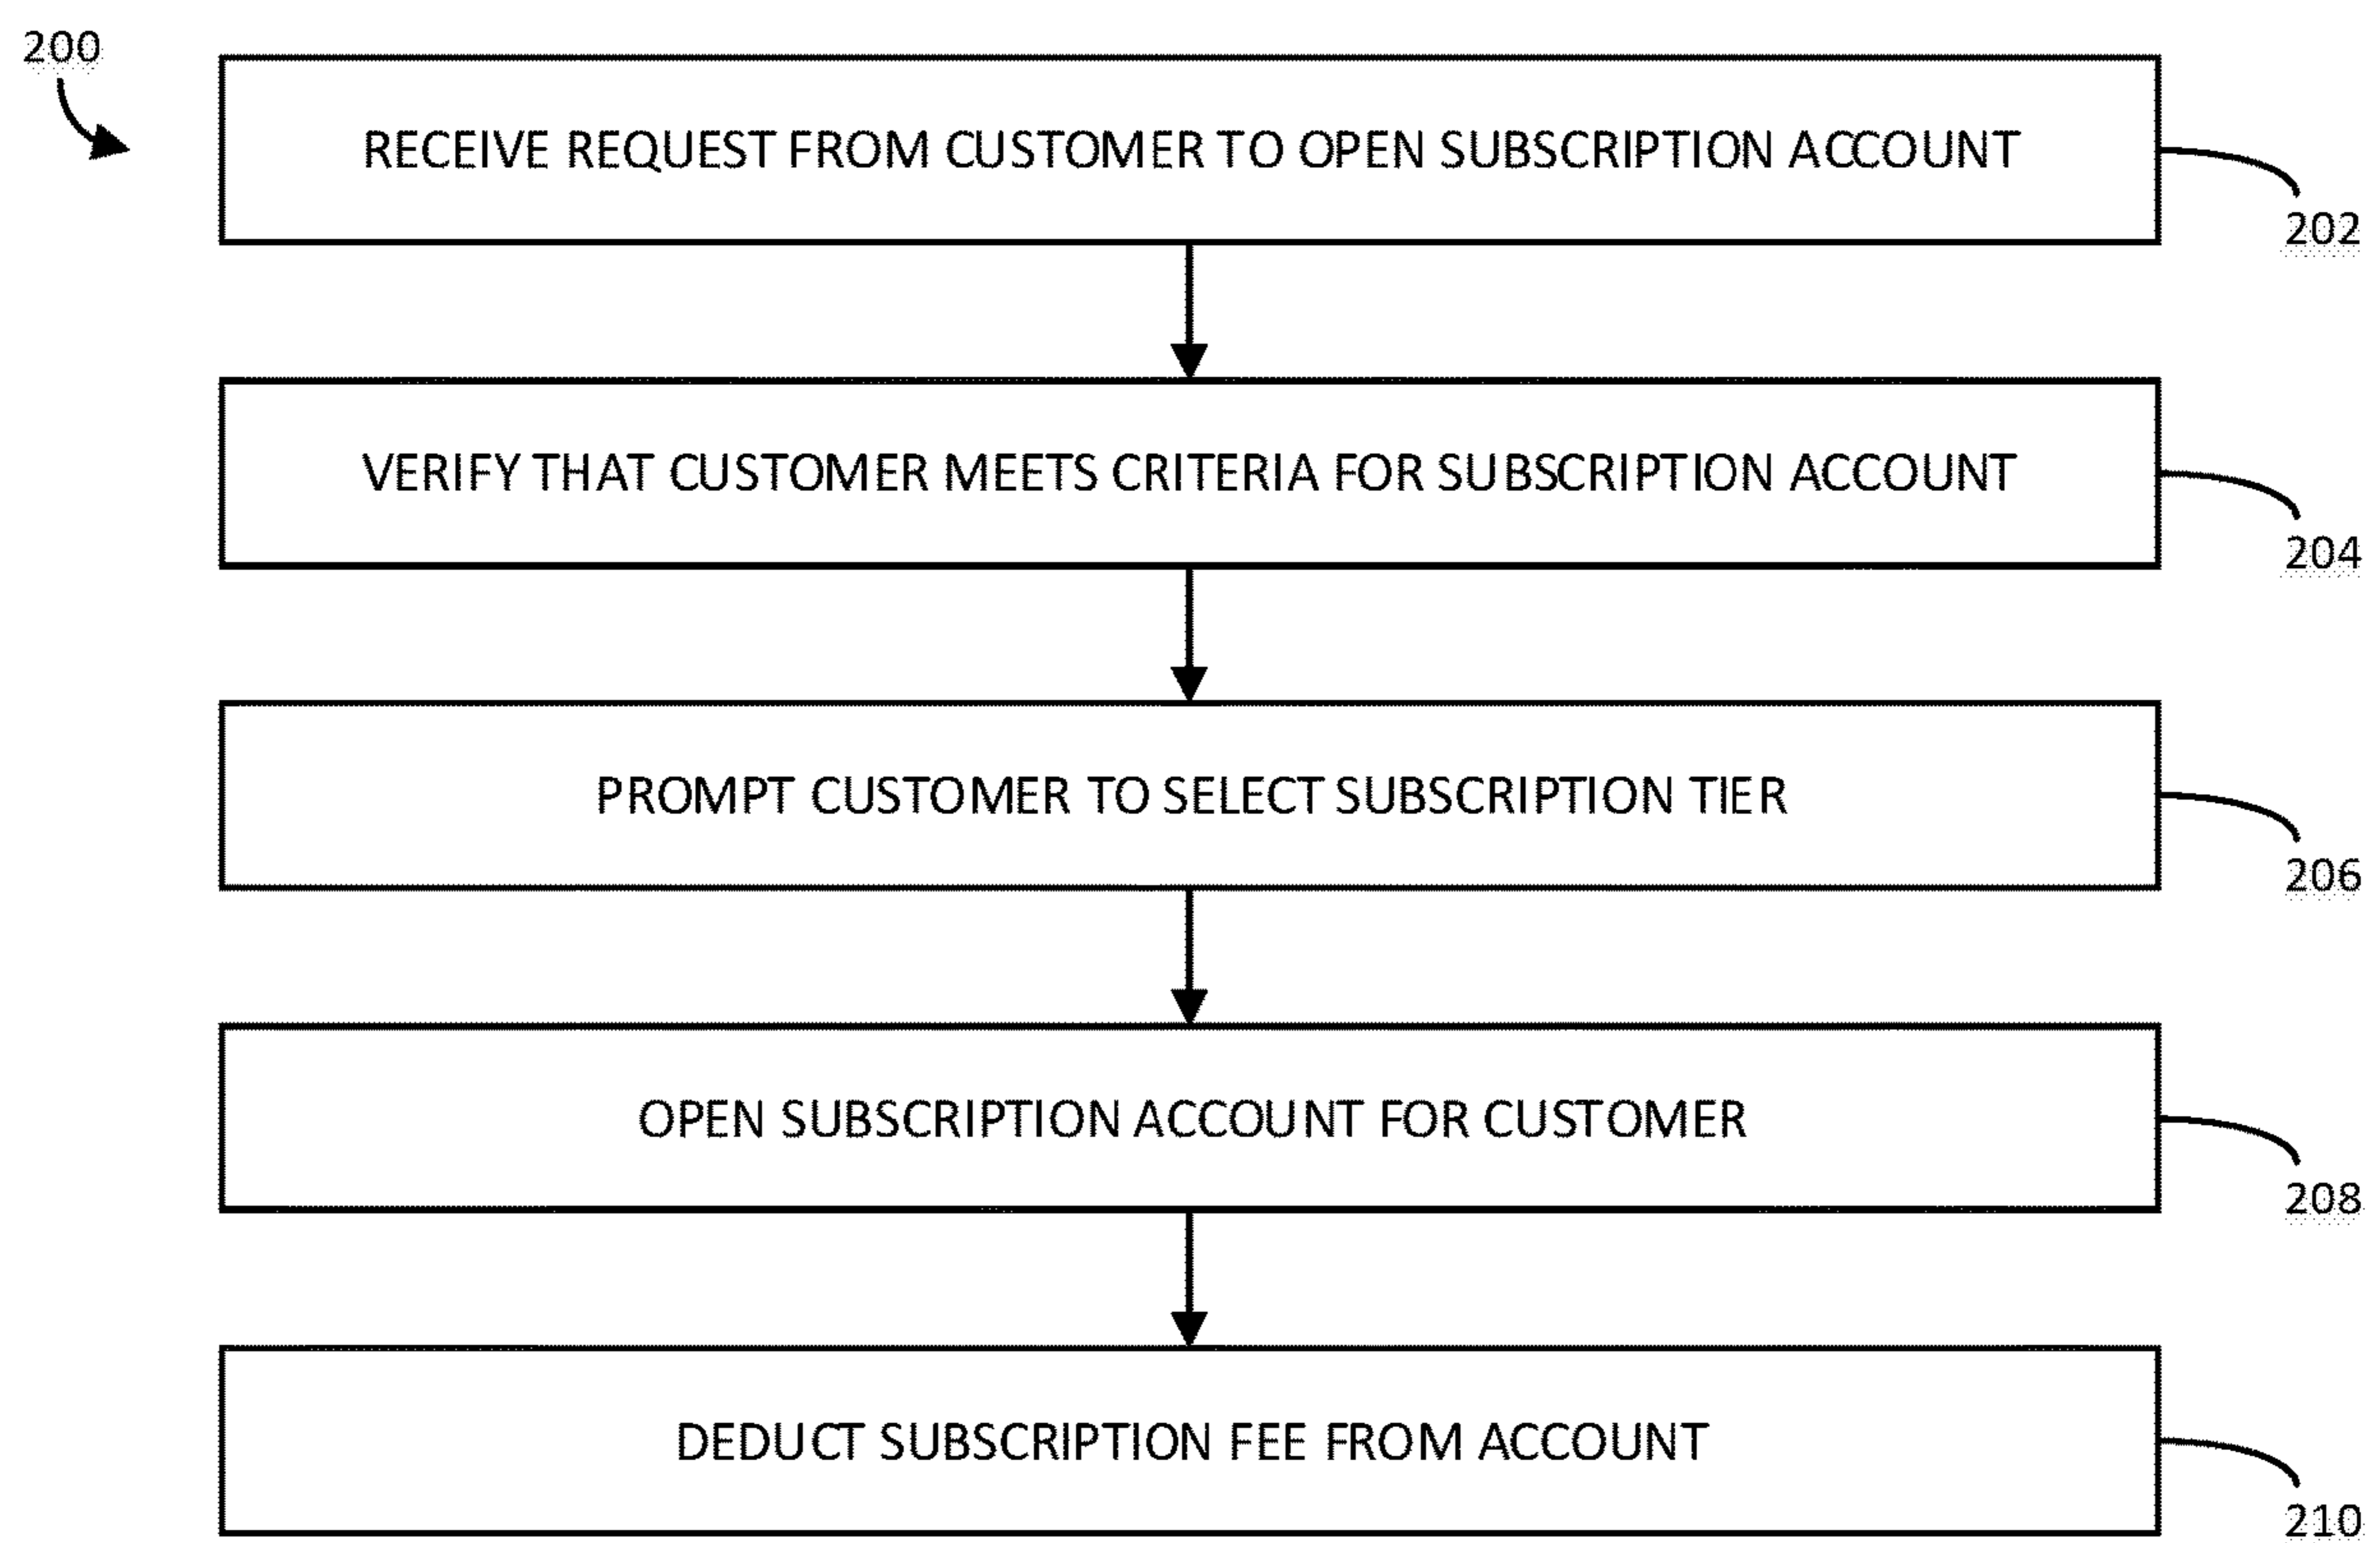 200
RECEIVE REQUEST FROM CUSTOMER TO OPEN SUBSCRIPTION ACCOUNT
202
VERIFY THAT CUSTOMER MEETS CRITERIA FOR SUBSCRIPTION ACCOUNT
204
PROMPT CUSTOMER TO SELECT SUBSCRIPTION TIER
206
OPEN SUBSCRIPTION ACCOUNT FOR CUSTOMER
208
DEDUCT SUBSCRIPTION FEE FROM ACCOUNT
210